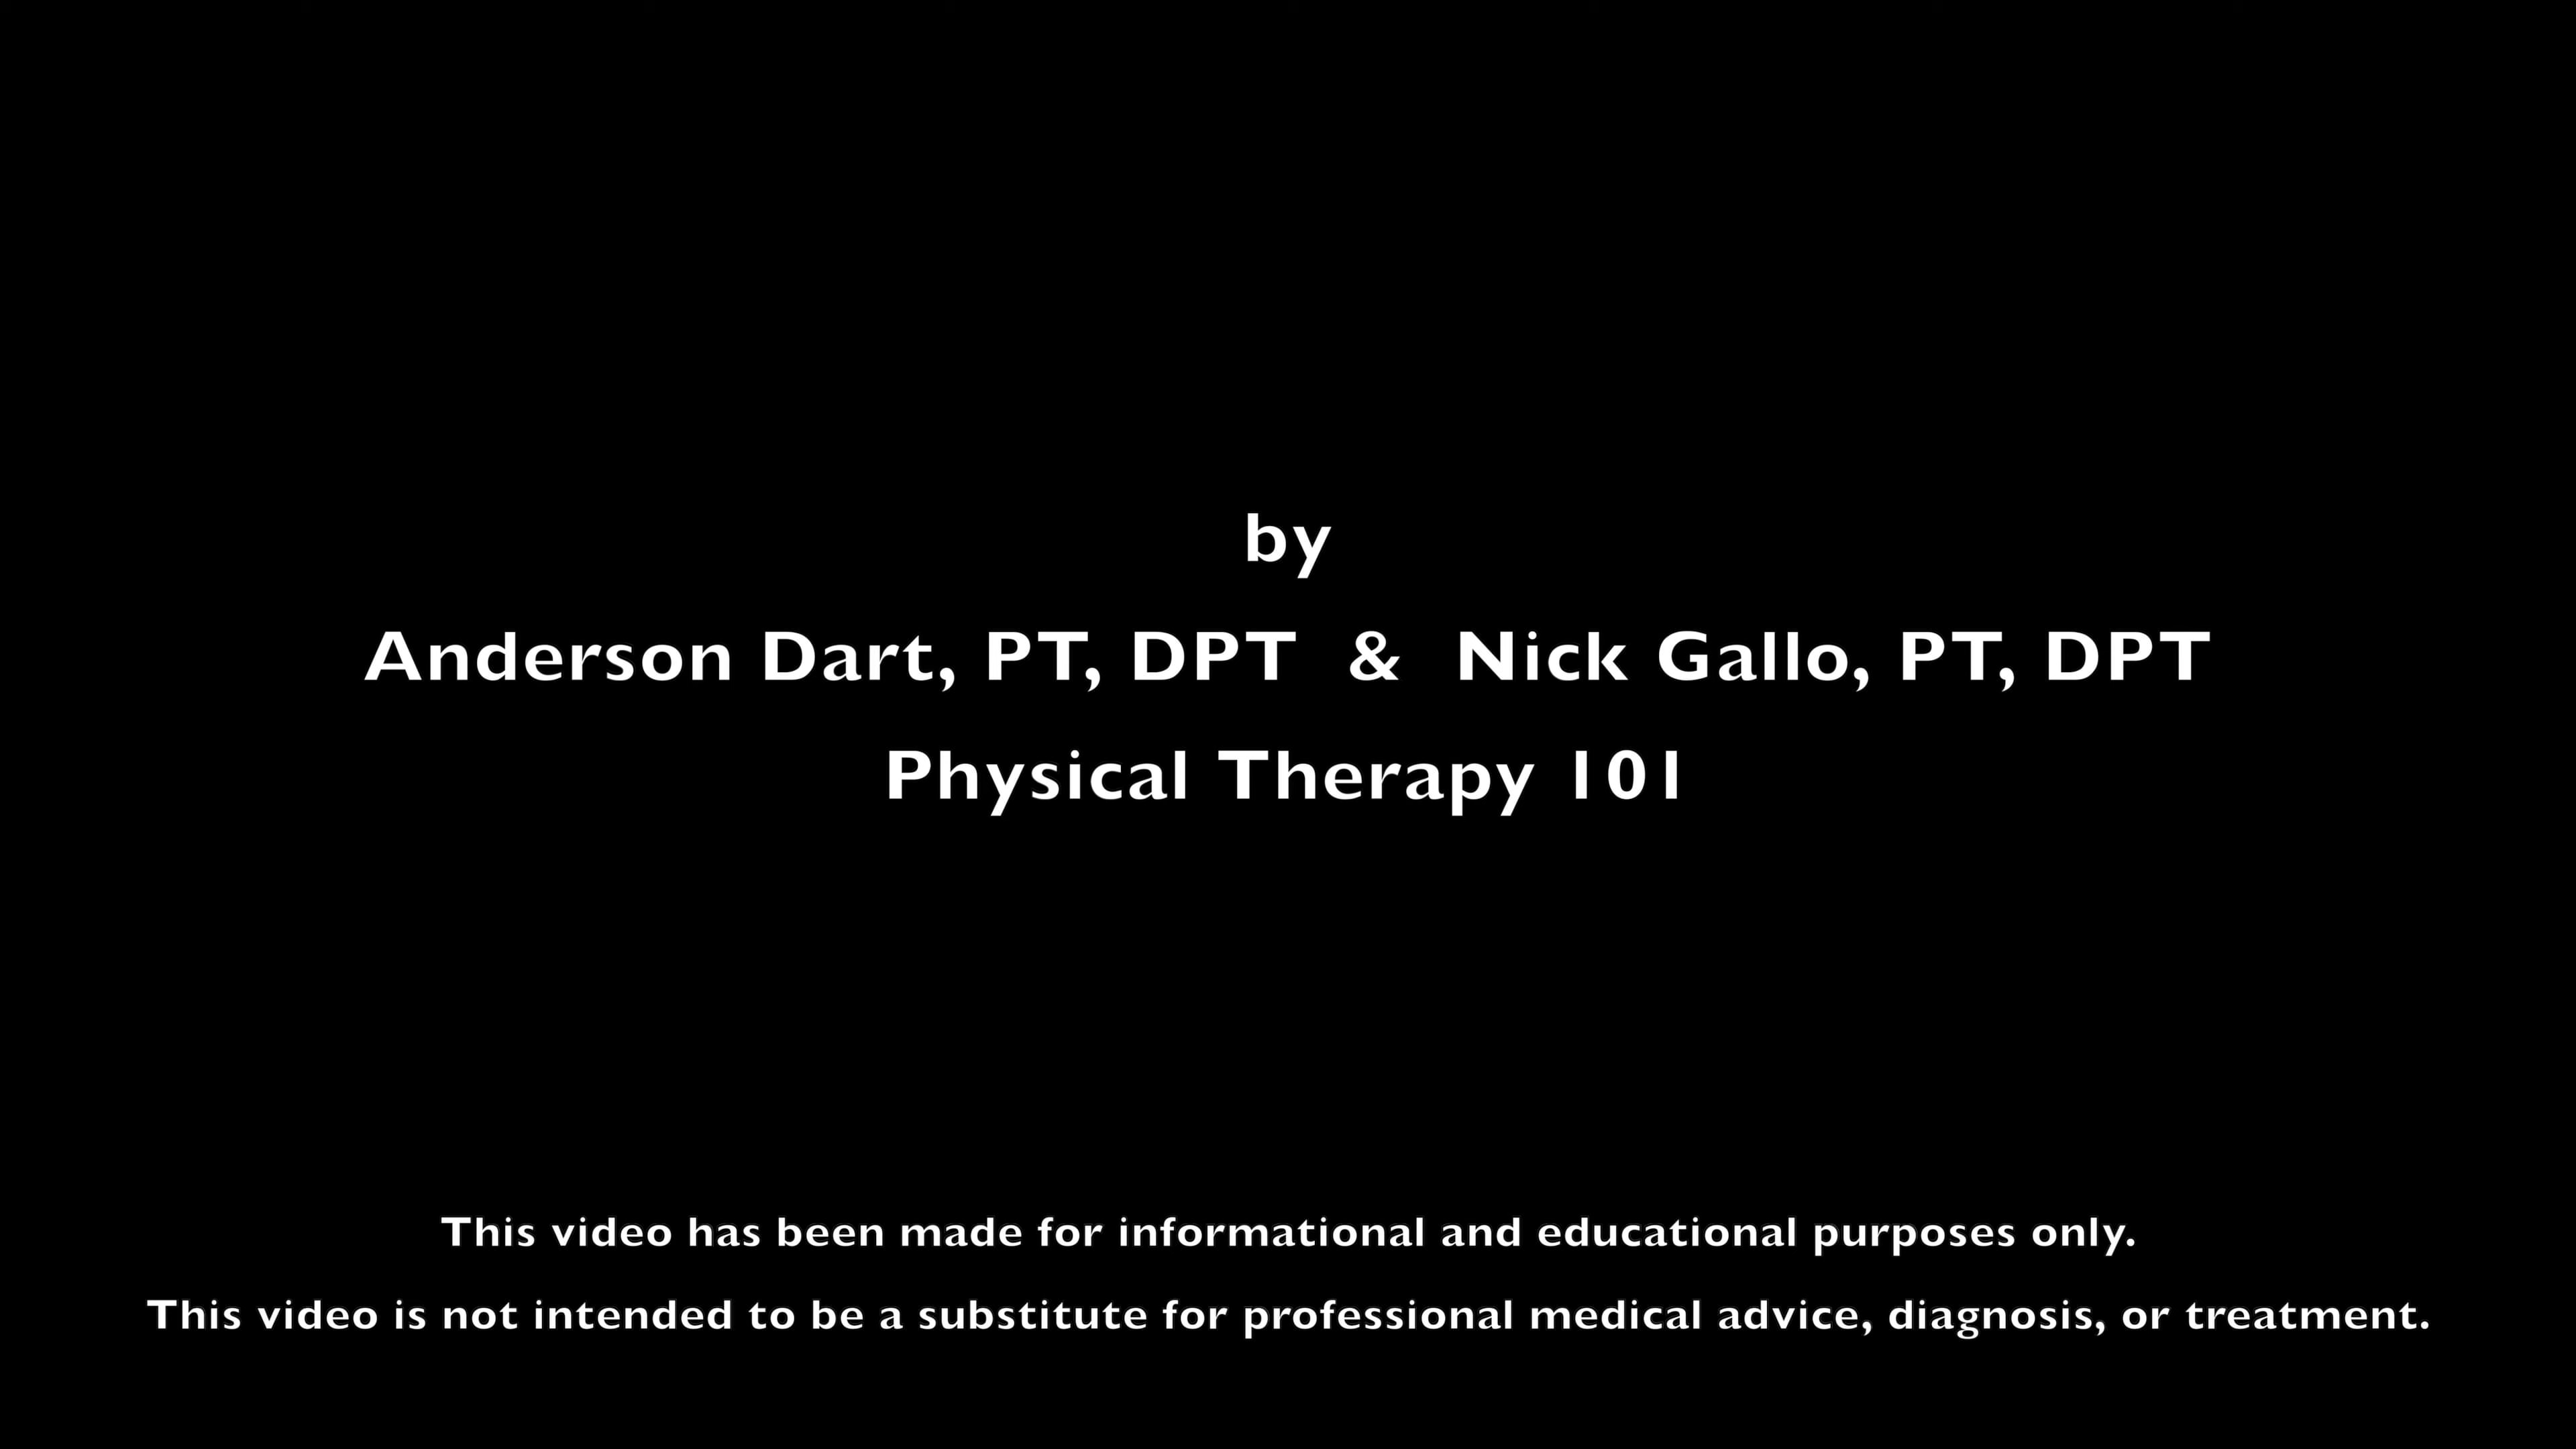 by
Anderson Dart, PT, DPT & Nick Gallo, PT, DPT
Physical Therapy 101
This video has been made for informational and educational purposes only.
This video is not intended to be a substitute for professional medical advice, diagnosis, or treatment.